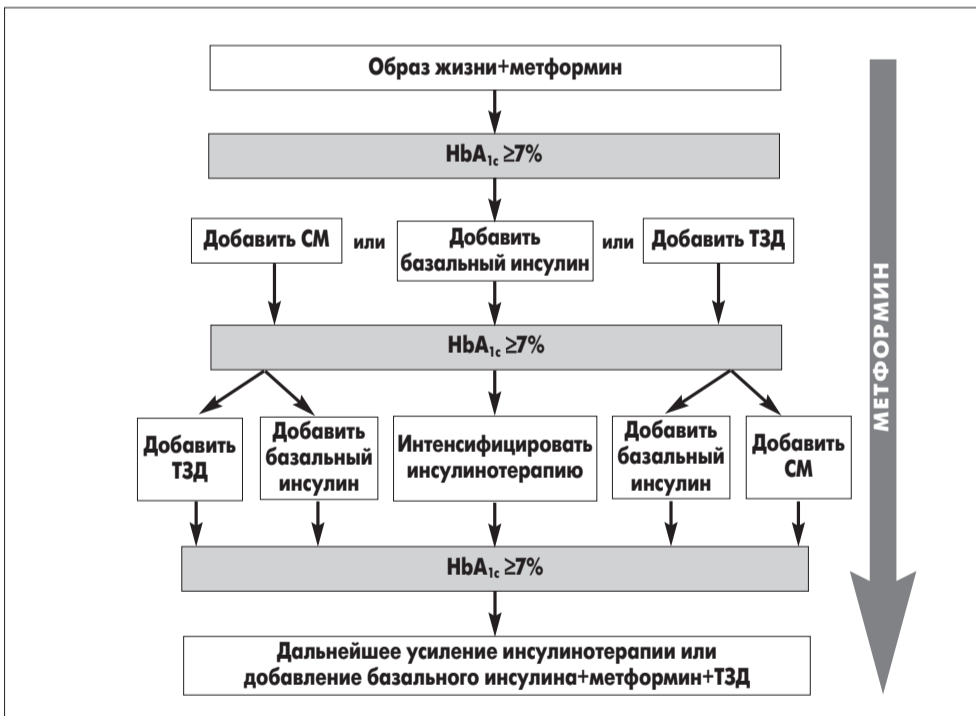 Образ жизни+метформин
HbA1c ≥7%
Добавить СМ или Добавить или Добавить ТЗД
базальный инсулин
HbA1c ≥7%
Добавить
ТЗД
Добавить
базальный
инсулин
Интенсифицировать
инсулинотерапию
Добавить
базальный
инсулин
Добавить
СМ
HbA1c ≥7%
Дальнейшее усиление инсулинотерапии или
добавление базального инсулина+метформин+ТЗД
МЕТФОРМИН